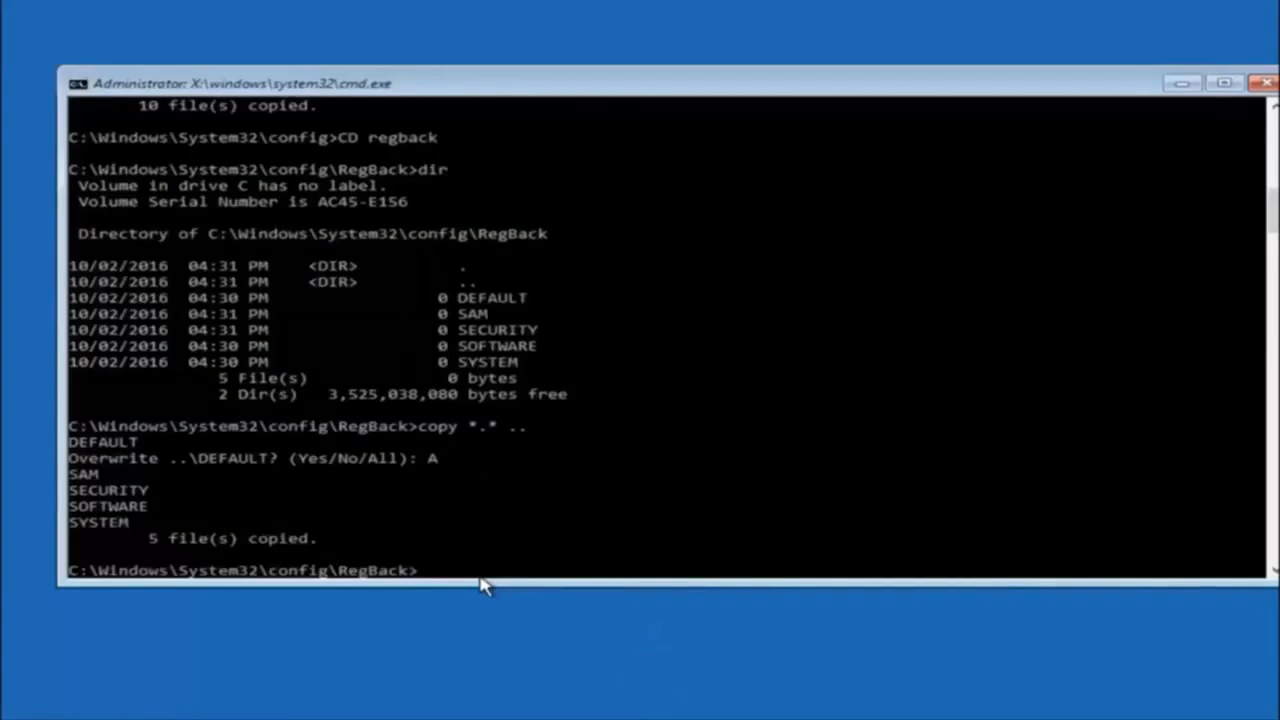 Administrator: X:\windows\system32\cmd.exe
10 file(s) copied.
C:\Windows\System32\config>CD regback
C:\Windows\System32\config\RegBack>dir
Volume in drive C has no label.
Volume Serial Number is AC45-E156
Directory of C:\Windows\System32\config\RegBack
10/02/2016 04:31 PM <DIR> .
10/02/2016 04:31 PM <DIR> ..
10/02/2016 04:30 PM 0 DEFAULT
10/02/2016 04:31 PM 0 SAM
10/02/2016 04:31 PM 0 SECURITY
10/02/2016 04:30 PM 0 SOFTWARE
10/02/2016 04:30 PM 0 SYSTEM
5 File(s) 0 bytes
2 Dir(s) 3,525,038,080 bytes free
C:\Windows\System32\config\RegBack>copy *.* ..
DEFAULT
Overwrite ..\DEFAULT? (Yes/No/All): A
SAM
SECURITY
SOFTWARE
SYSTEM
5 file(s) copied.
C:\Windows\System32\config\RegBack>